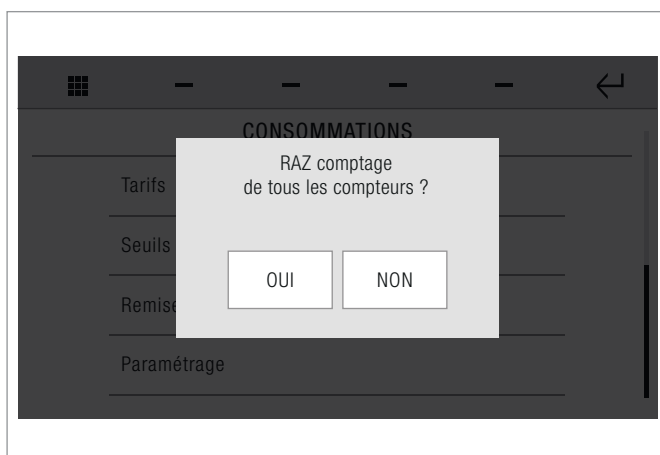 CONSOMMATIONS
RAZ comptage
de tous les compteurs ?
Tarifs
Seuils
OUI
NON
Remise
Paramétrage